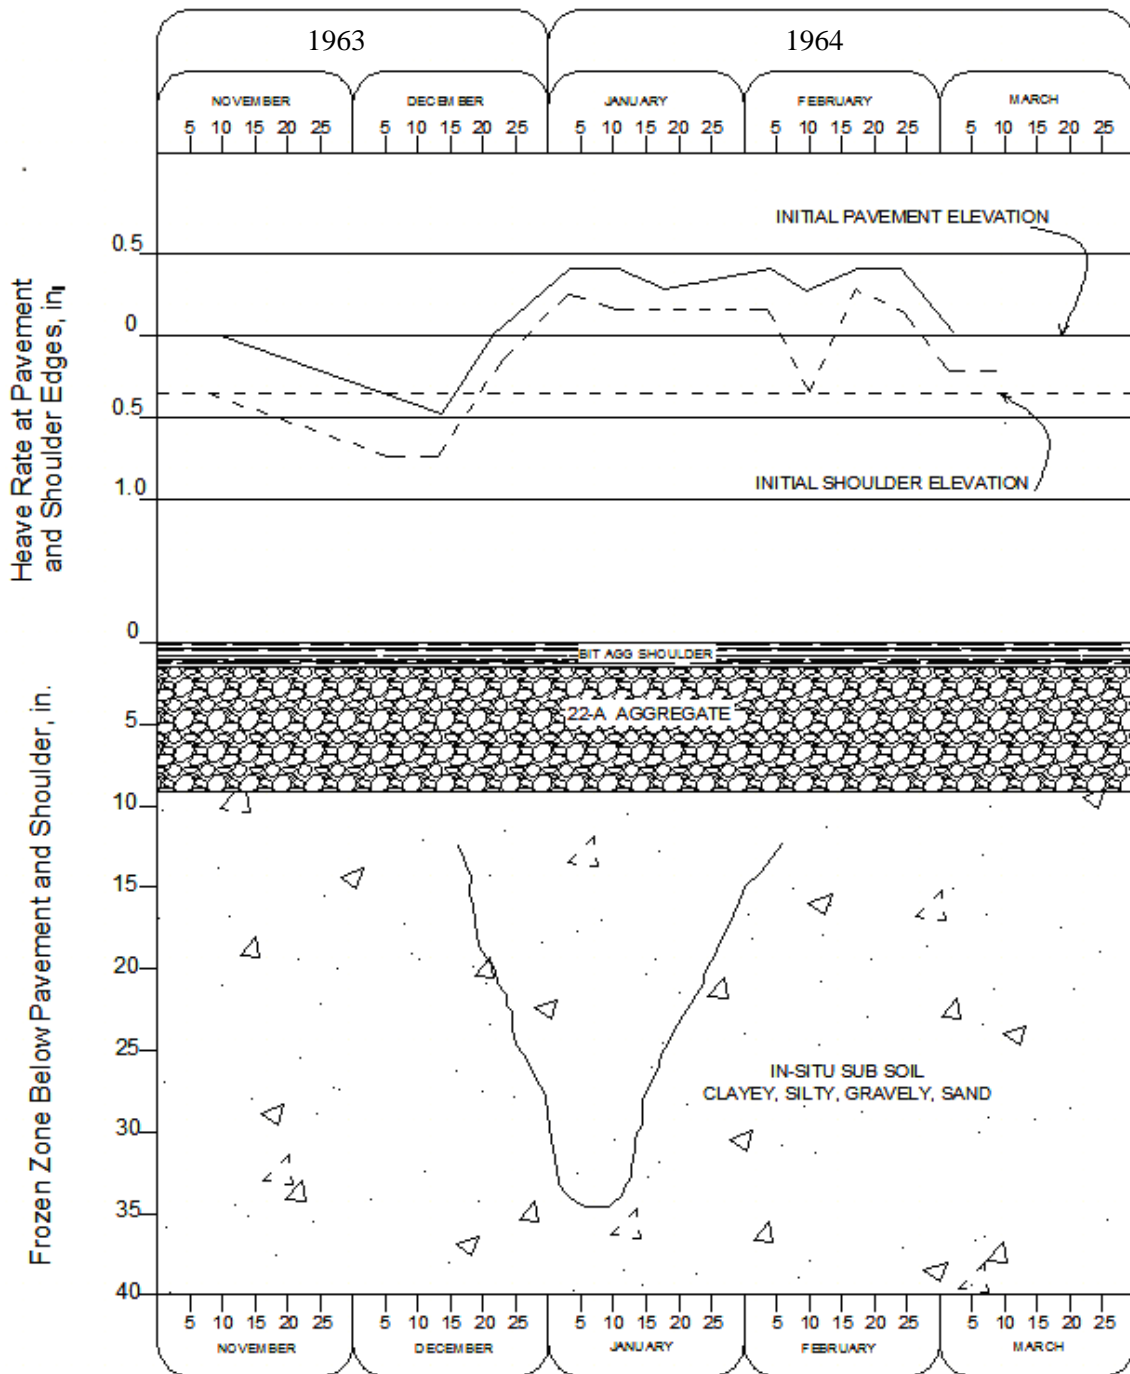 1963 1964
NOVEMBER DECEMBER JANUARY FEBRUARY MARCH
5 10 15 20 25 5 10 15 20 25 5 10 15 20 25 5 10 15 20 25 5 10 15 20 25
INITIAL PAVEMENT ELEVATION
0.5
0
0.5
INITIAL SHOULDER ELEVATION
1.0
Heave Rate at Pavement
and Shoulder Edges, in.
0
BIT AGG SHOULDER
22-A AGGREGATE
5
10
15
20
25
IN-SITU SUB SOIL
CLAYEY, SILTY, GRAVELY, SAND
30
35
40
Frozen Zone Below Pavement and Shoulder, in.
5 10 15 20 25 5 10 15 20 25 5 10 15 20 25 5 10 15 20 25 5 10 15 20 25
NOVEMBER DECEMBER JANUARY FEBRUARY MARCH